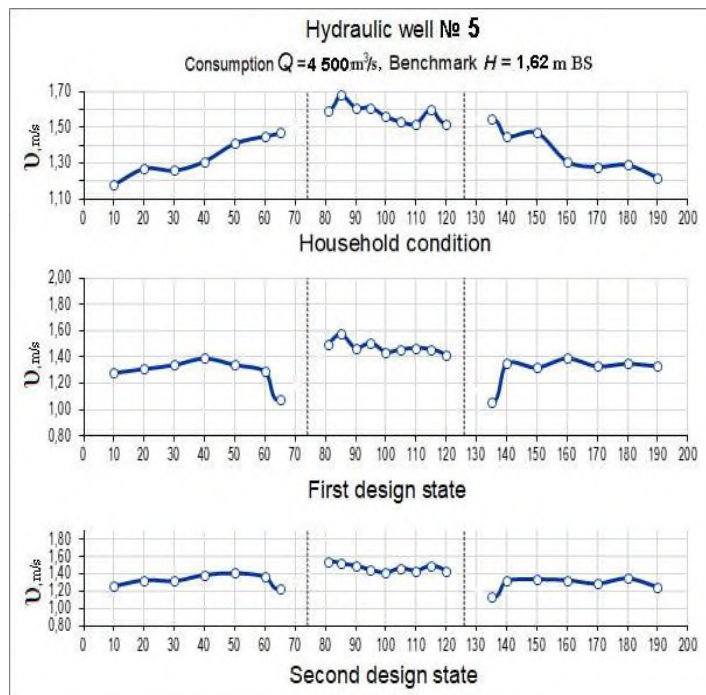 Hydraulic well № 5
Consumption Q = 4 500 m³/s, Benchmark H = 1,62 m BS
υ, m/s
1,70
1,50
1,30
1,10
0 10 20 30 40 50 60 70 80 90 100 110 120 130 140 150 160 170 180 190 200
Household condition
υ, m/s
2,00
1,80
1,60
1,40
1,20
1,00
0,80
0 10 20 30 40 50 60 70 80 90 100 110 120 130 140 150 160 170 180 190 200
First design state
υ, m/s
1,80
1,60
1,40
1,20
1,00
0,80
0 10 20 30 40 50 60 70 80 90 100 110 120 130 140 150 160 170 180 190 200
Second design state